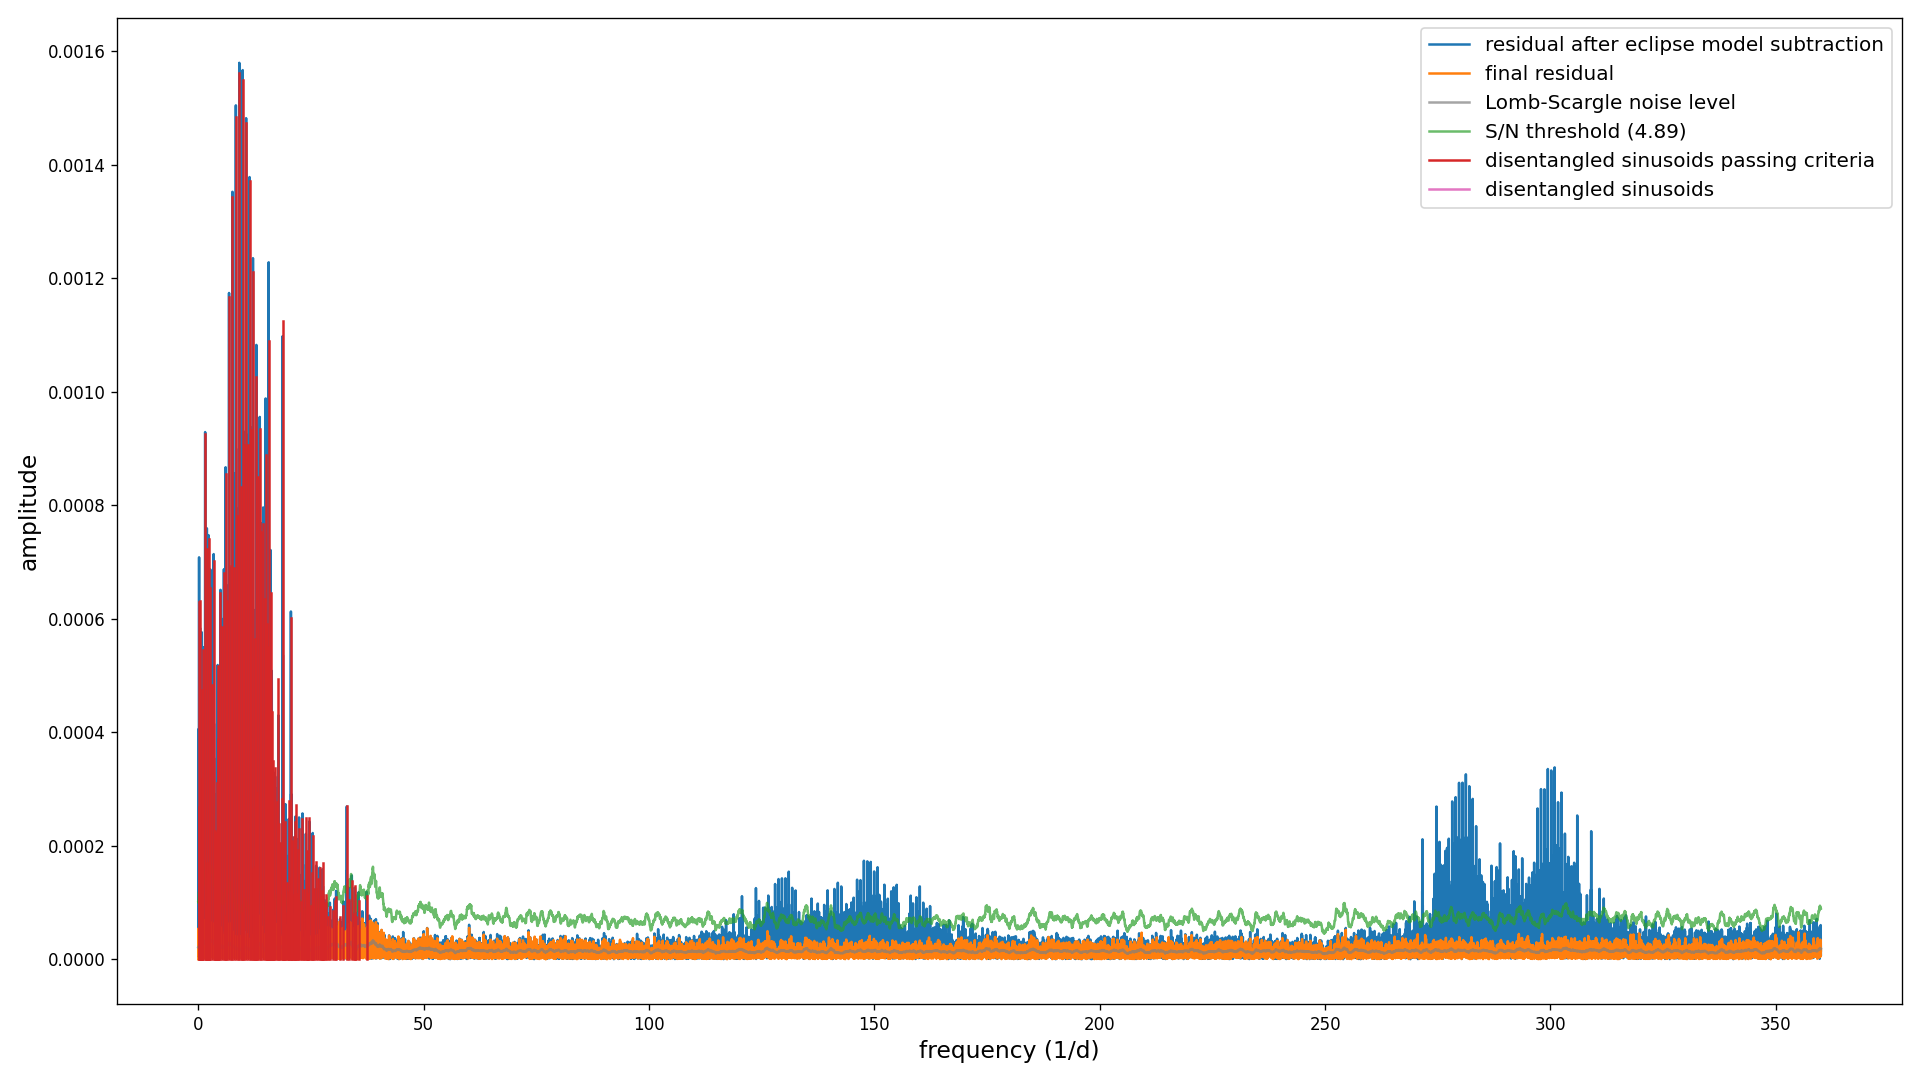 0.0016
0.0014
0.0012
0.0010
0.0008
0.0006
0.0004
0.0002
0.0000
amplitude
residual after eclipse model subtraction
final residual
Lomb-Scargle noise level
S/N threshold (4.89)
disentangled sinusoids passing criteria
disentangled sinusoids
0 50 100 150 200 250 300 350
frequency (1/d)